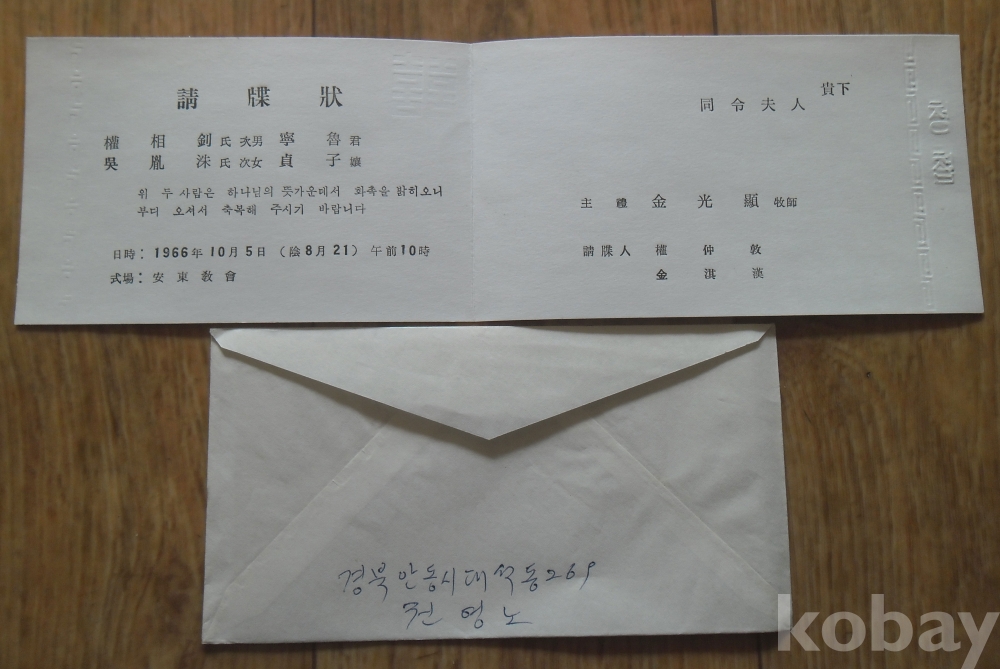 請 牒 狀
權 相 釗 氏 次男 寧 魯 君
吳 胤 洙 氏 次女 貞 子 孃
위 두 사람은 하나님의 뜻가운데서 화촉을 밝히오니
부디 오셔서 축복해 주시기 바랍니다
日時: 1966年 10月 5日 (陰 8月 21) 午前 10時
式場: 安 東 敎 會
貴下
同 令 夫 人
主 禮 金 光 顯 牧師
請 牒 人 權 仲 敦
金 淇 漢
청첩
경북 안동시 대석동 269
권 영 노
kobay